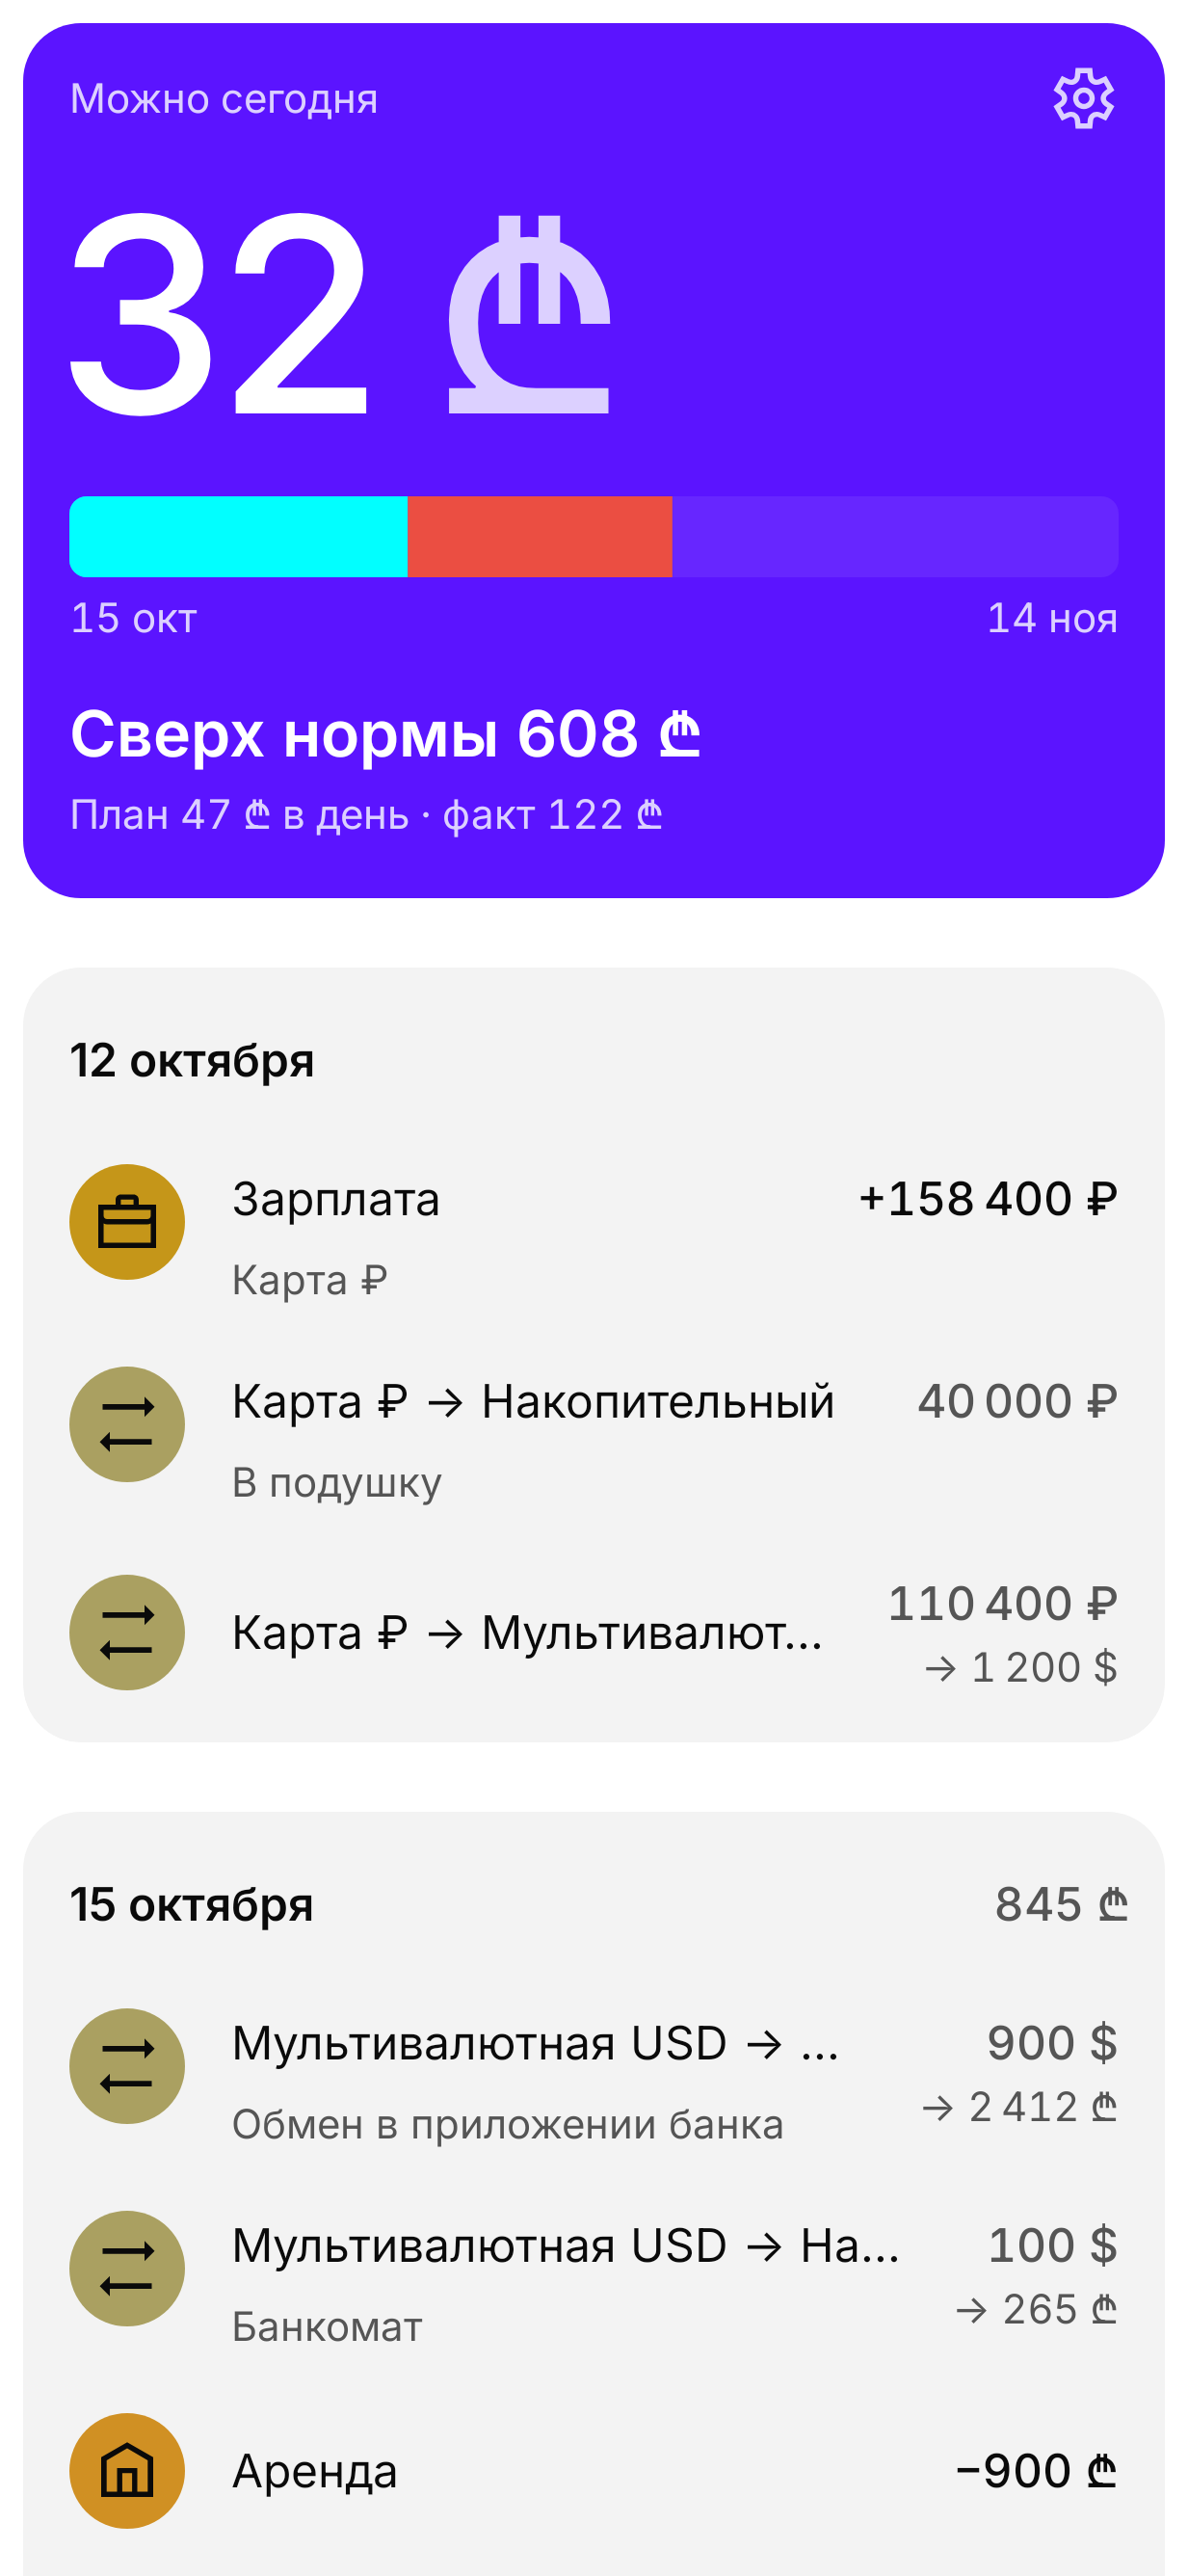 Можно сегодня
32 ₾
15 окт
14 ноя
Сверх нормы 608 ₾
План 47 ₾ в день · факт 122 ₾
12 октября
Зарплата
+158 400 ₽
Карта ₽
Карта ₽ → Накопительный
40 000 ₽
В подушку
Карта ₽ → Мультивалют...
110 400 ₽
→ 1 200 $
15 октября
845 ₾
Мультивалютная USD → ...
900 $
Обмен в приложении банка
→ 2 412 ₾
Мультивалютная USD → На...
100 $
Банкомат
→ 265 ₾
Аренда
−900 ₾